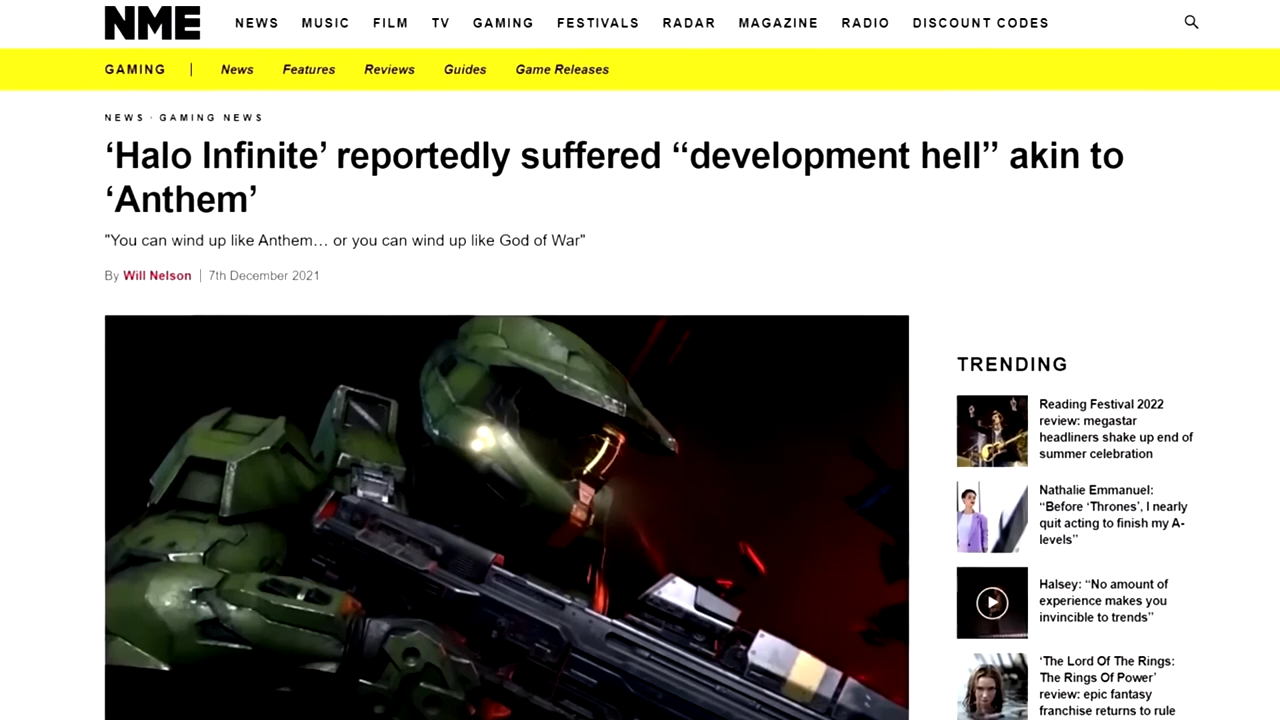 NME NEWS MUSIC FILM TV GAMING FESTIVALS RADAR MAGAZINE RADIO DISCOUNT CODES
GAMING | News Features Reviews Guides Game Releases
NEWS · GAMING NEWS
‘Halo Infinite’ reportedly suffered “development hell” akin to
‘Anthem’
"You can wind up like Anthem… or you can wind up like God of War"
By Will Nelson | 7th December 2021
TRENDING
Reading Festival 2022
review: megastar
headliners shake up end of
summer celebration
Nathalie Emmanuel:
“Before ‘Thrones’, I nearly
quit acting to finish my A-
levels”
Halsey: “No amount of
experience makes you
invincible to trends”
‘The Lord Of The Rings:
The Rings Of Power’
review: epic fantasy
franchise returns to rule